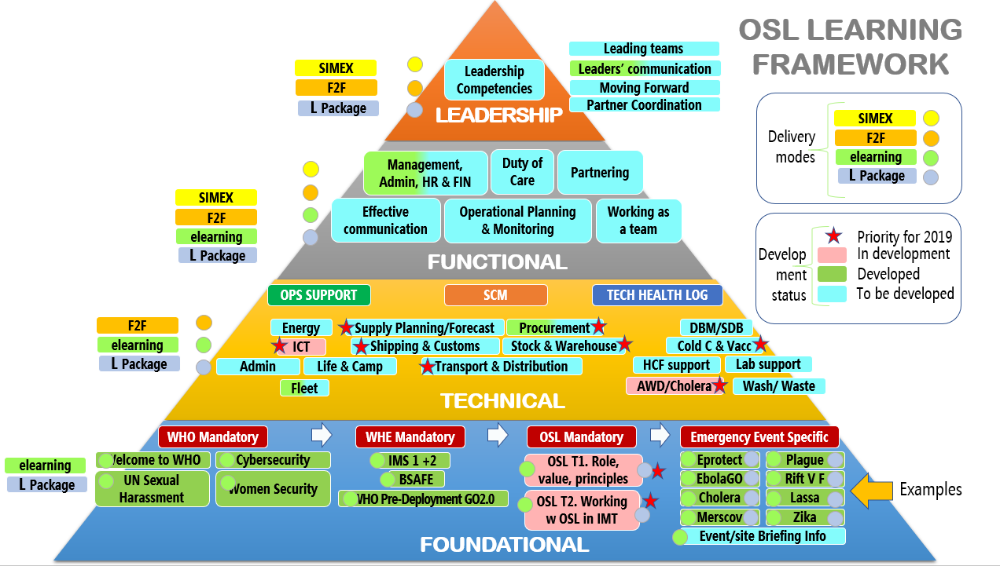 OSL LEARNING
FRAMEWORK
SIMEX
F2F
L Package
Leadership
Competencies
LEADERSHIP
Leading teams
Leaders' communication
Moving Forward
Partner Coordination
Delivery
modes
SIMEX
F2F
elearning
L Package
Develop
ment
status
Priority for 2019
In development
Developed
To be developed
SIMEX
F2F
elearning
L Package
Management,
Admin, HR & FIN
Duty of
Care
Partnering
Effective
communication
Operational Planning
& Monitoring
Working as
a team
FUNCTIONAL
F2F
elearning
L Package
OPS SUPPORT
SCM
TECH HEALTH LOG
Energy
ICT
Admin
Life & Camp
Fleet
Supply Planning/Forecast
Procurement
Shipping & Customs
Stock & Warehouse
Transport & Distribution
DBM/SDB
Cold C & Vacc
HCF support
Lab support
AWD/Cholera
Wash/ Waste
TECHNICAL
elearning
L Package
WHO Mandatory
WHE Mandatory
OSL Mandatory
Emergency Event Specific
Welcome to WHO
Cybersecurity
UN Sexual
Harassment
Women Security
IMS 1 +2
BSAFE
WHO Pre-Deployment GO2.0
OSL T1. Role,
value, principles
OSL T2. Working
w OSL in IMT
Eprotect
Plague
EbolaGO
Rift V F
Cholera
Lassa
Merscov
Zika
Event/site Briefing Info
Examples
FOUNDATIONAL